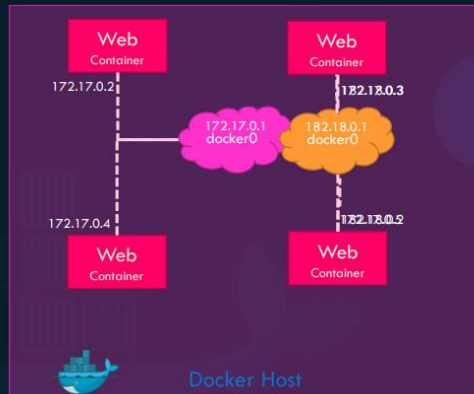 Web
Container
Web
Container
172.17.0.2
172.17.0.1
docker0
182.18.0.1
docker0
172.17.0.4
Web
Container
Web
Container
Docker Host